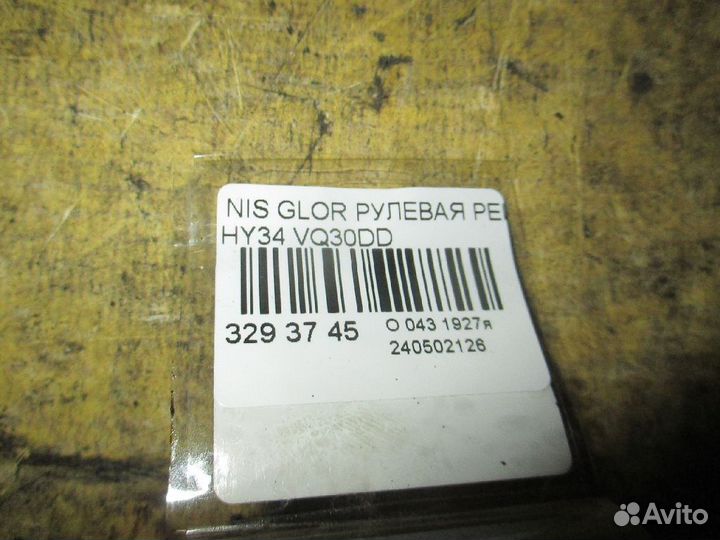 NIS GLOR РУЛЕВАЯ РЕ
HY34 VQ30DD
329 37 45
О 043 1927я
240502126
Avito